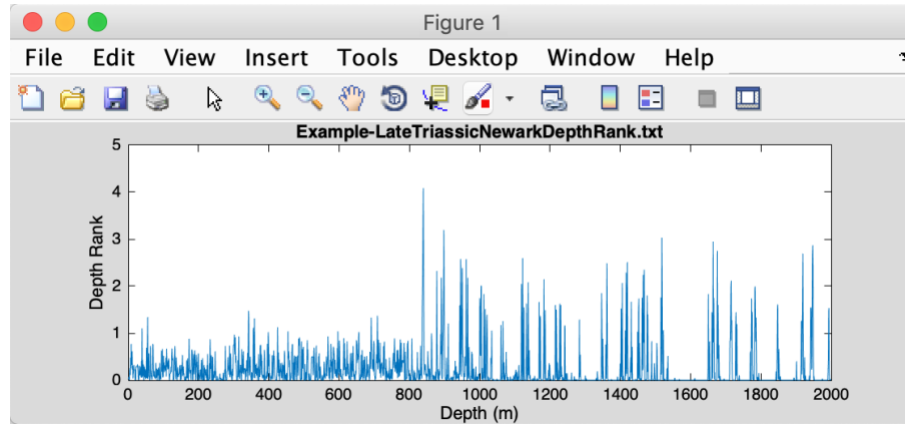 Figure 1
File Edit View Insert Tools Desktop Window Help
Example-LateTriassicNewarkDepthRank.txt
5
4
3
2
1
0
Depth Rank
0 200 400 600 800 1000 1200 1400 1600 1800 2000
Depth (m)